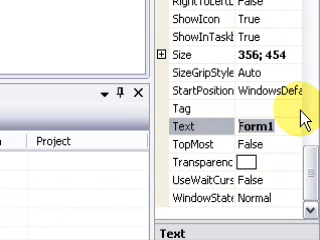 RightToLeftL False
ShowIcon True
ShowInTaskb True
Size 356; 454
SizeGripStyle Auto
StartPosition WindowsDefa
Tag
Text Form1
TopMost False
Transparenc
UseWaitCurs False
WindowState Normal
Project
Text